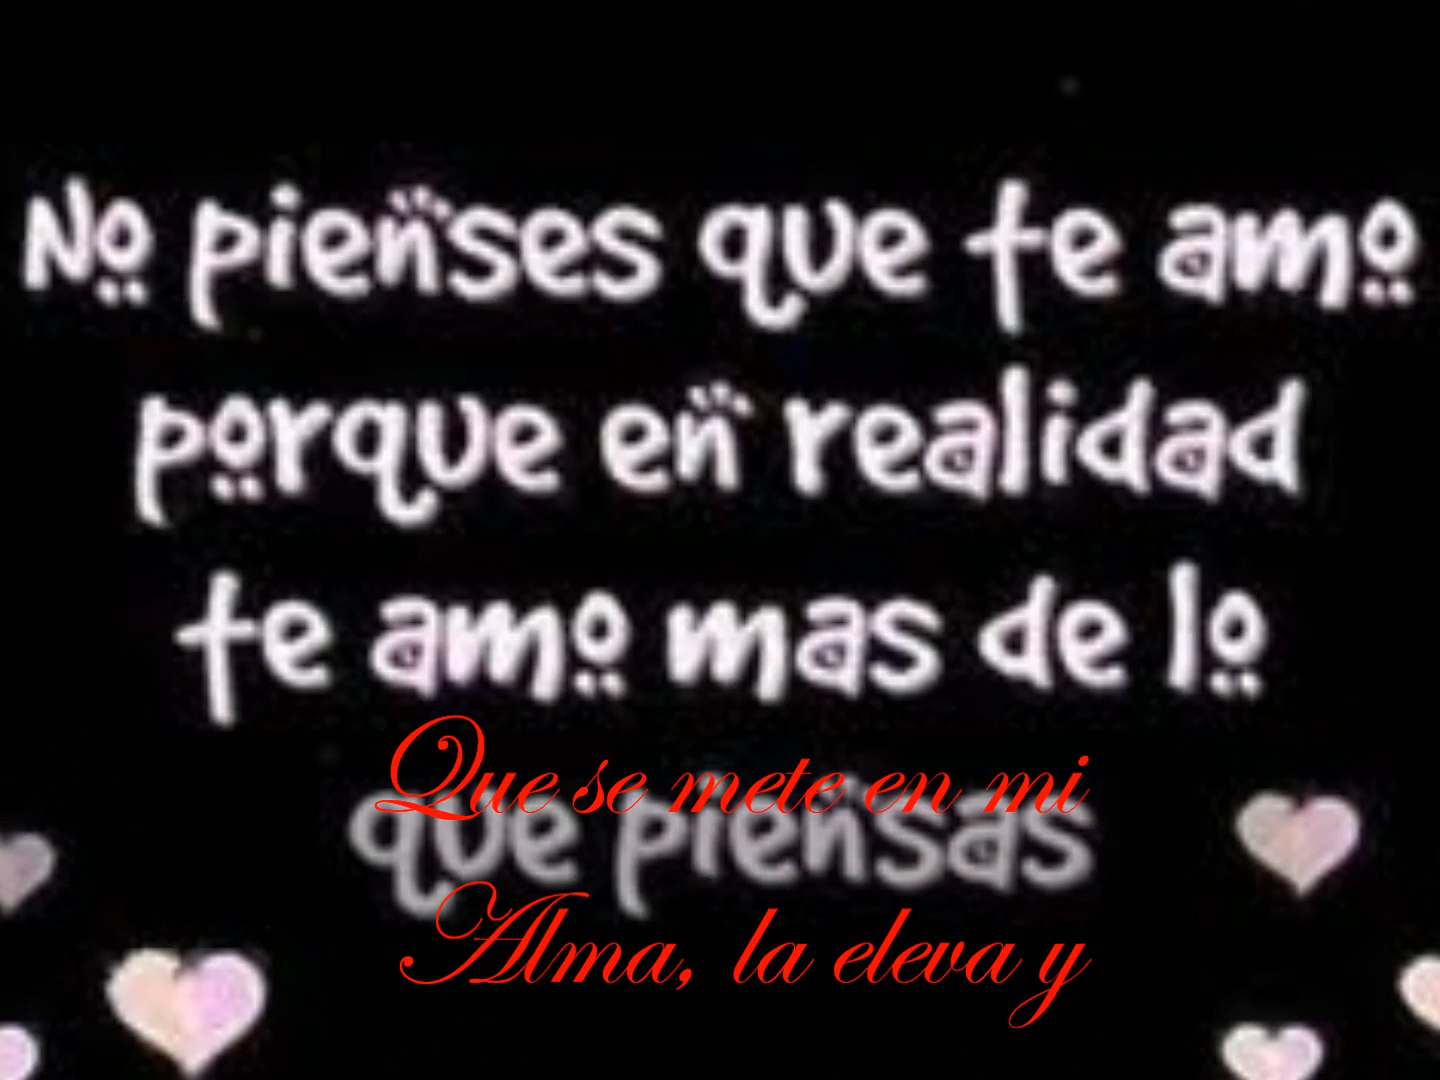 No pienses que te amo
porque en realidad
te amo mas de lo
Que se mete en mi
que piensas
Alma, la eleva y